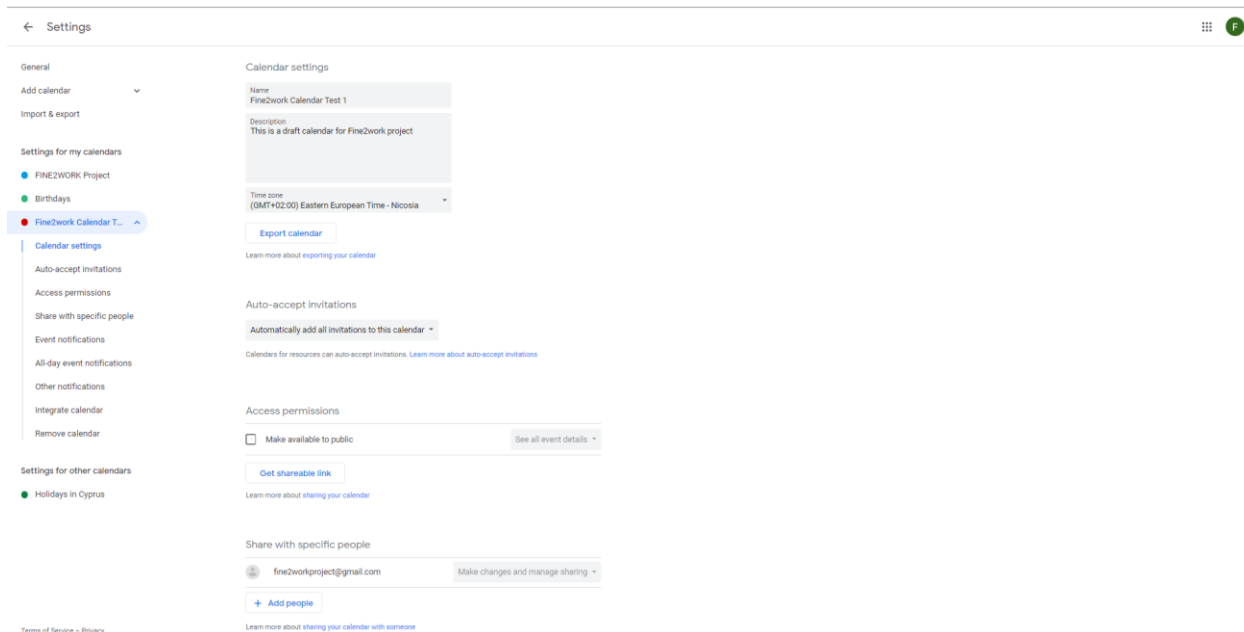 Settings
F
General
Add calendar
Import & export
Settings for my calendars
FINE2WORK Project
Birthdays
Fine2work Calendar T...
Calendar settings
Auto-accept invitations
Access permissions
Share with specific people
Event notifications
All-day event notifications
Other notifications
Integrate calendar
Remove calendar
Settings for other calendars
Holidays in Cyprus
Terms of Service – Privacy
Calendar settings
Name
Fine2work Calendar Test 1
Description
This is a draft calendar for Fine2work project
Time zone
(GMT+02:00) Eastern European Time - Nicosia
Export calendar
Learn more about exporting your calendar
Auto-accept invitations
Automatically add all invitations to this calendar
Calendars for resources can auto-accept invitations. Learn more about auto-accept invitations
Access permissions
Make available to public
See all event details
Get shareable link
Learn more about sharing your calendar
Share with specific people
fine2workproject@gmail.com
Make changes and manage sharing
+ Add people
Learn more about sharing your calendar with someone